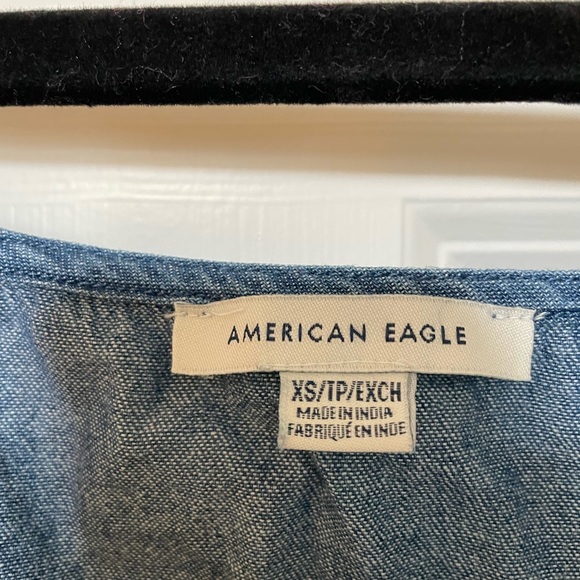 AMERICAN EAGLE
XS/TP/EXCH
MADE IN INDIA
FABRIQUÉ EN INDE